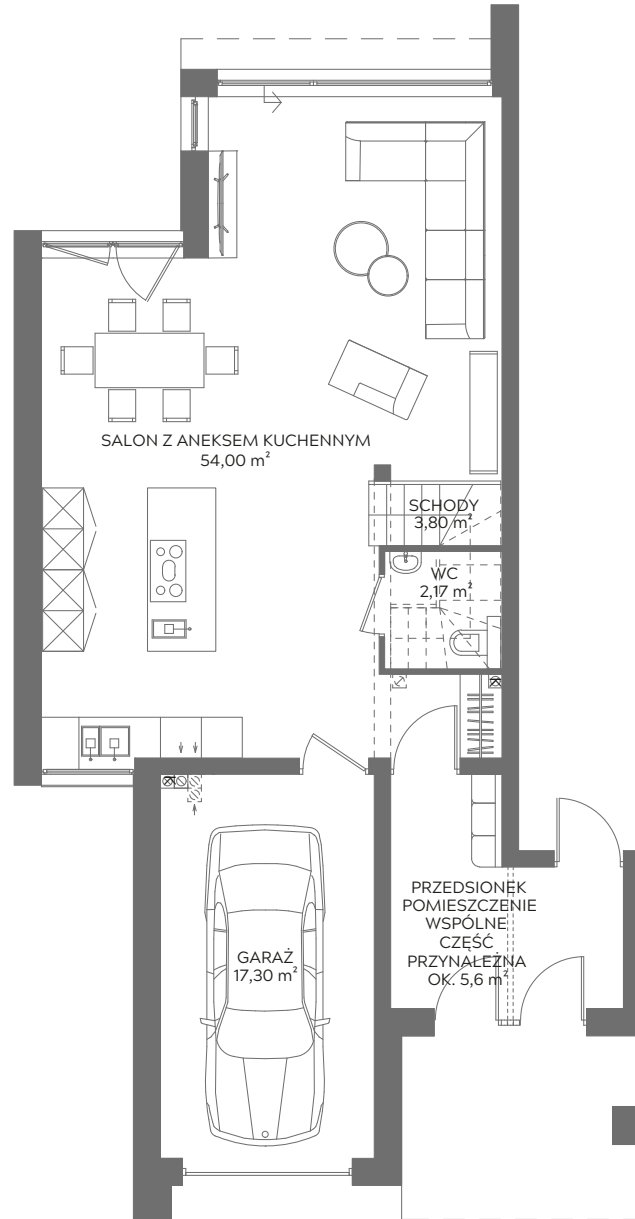 SALON Z ANEKSEM KUCHENNYM
54,00 m²
SCHODY
3,80 m²
WC
2,17 m²
PRZEDSIONEK
POMIESZCZENIE
WSPÓLNE
CZĘŚĆ
PRZYNALEŻNA
OK. 5,6 m²
GARAŻ
17,30 m²